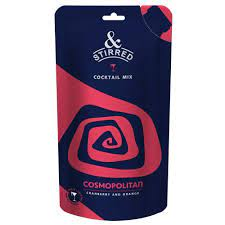 &
STIRRED
COCKTAIL MIX
COSMOPOLITAN
CRANBERRY AND ORANGE